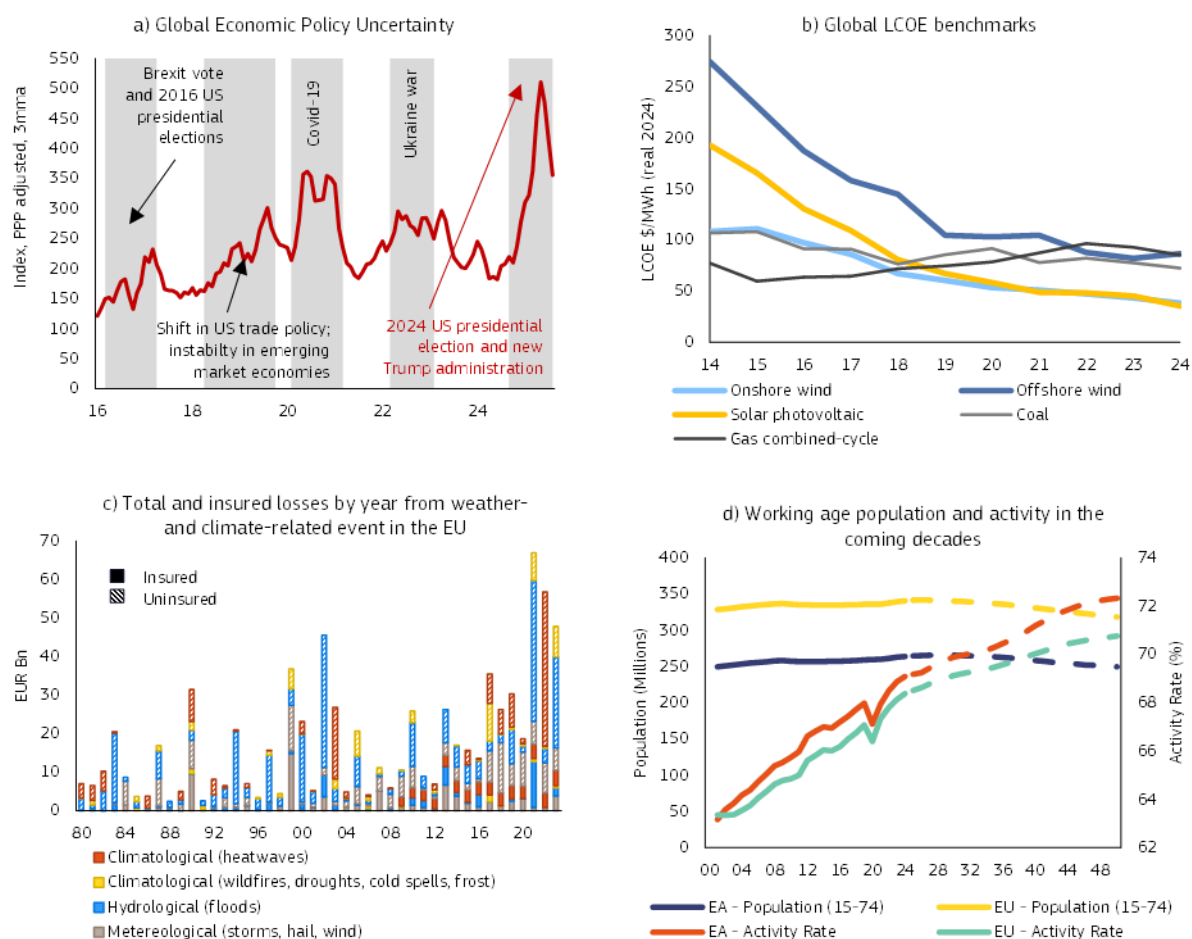 a) Global Economic Policy Uncertainty
Index, PPP adjusted, 3mma
550
500
450
400
350
300
250
200
150
100
50
0
Brexit vote
and 2016 US
presidential
elections
Covid-19
Ukraine war
Shift in US trade policy;
instabilty in emerging
market economies
2024 US presidential
election and new
Trump administration
16
18
20
22
24
b) Global LCOE benchmarks
LCOE $/MWh (real 2024)
300
250
200
150
100
50
0
14 15 16 17 18 19 20 21 22 23 24
Onshore wind
Offshore wind
Solar photovoltaic
Coal
Gas combined-cycle
c) Total and insured losses by year from weather-
and climate-related event in the EU
EUR Bn
70
60
50
40
30
20
10
0
Insured
Uninsured
80 84 88 92 96 00 04 08 12 16 20
Climatological (heatwaves)
Climatological (wildfires, droughts, cold spells, frost)
Hydrological (floods)
Metereological (storms, hail, wind)
d) Working age population and activity in the
coming decades
Population (Millions)
400
350
300
250
200
150
100
50
0
74
72
70
68
66
64
62
Activity Rate (%)
00 04 08 12 16 20 24 28 32 36 40 44 48
EA - Population (15-74)
EU - Population (15-74)
EA - Activity Rate
EU - Activity Rate